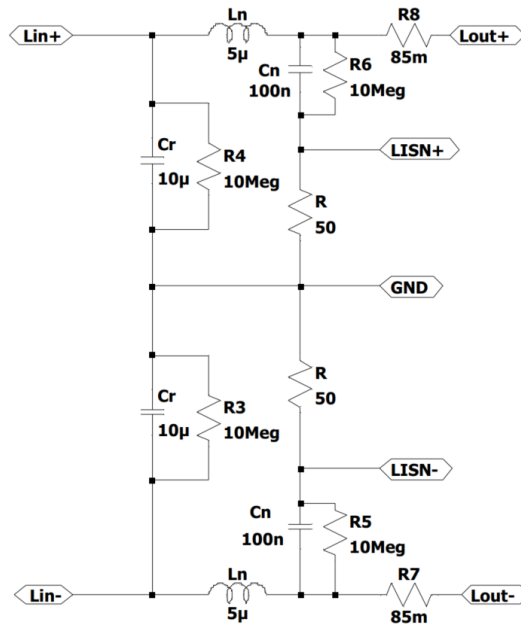 Lin+
Ln
5µ
R8
85m
Lout+
Cn
100n
R6
10Meg
Cr
10µ
R4
10Meg
LISN+
R
50
GND
Cr
10µ
R3
10Meg
R
50
LISN-
Cn
100n
R5
10Meg
Lin-
Ln
5µ
R7
85m
Lout-